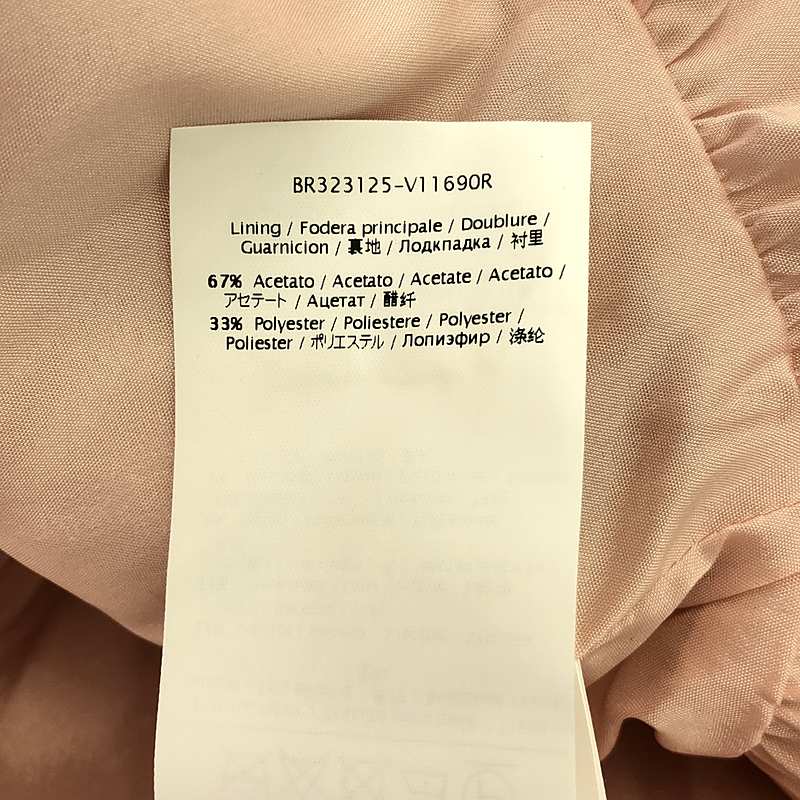 BR323125-V11690R
Lining / Fodera principale / Doublure /
Guarnicion / 裏地 / Лодкпадка / 衬里
67% Acetato / Acetato / Acetate / Acetato /
アセテート / Ацетат / 醋纤
33% Polyester / Poliestere / Polyester /
Poliester / ポリエステル / Лопиэфир / 涤纶